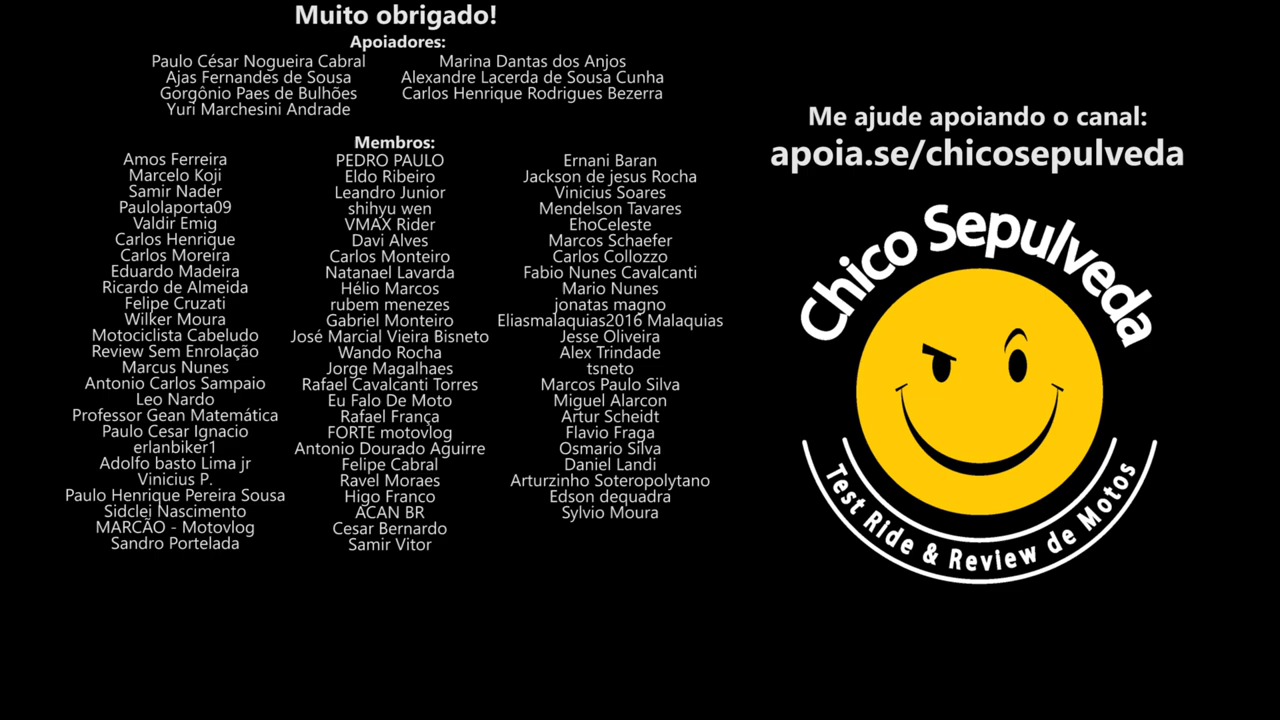 Muito obrigado!
Apoiadores:
Paulo César Nogueira Cabral
Ajas Fernandes de Sousa
Gorgônio Paes de Bulhões
Yuri Marchesini Andrade
Marina Dantas dos Anjos
Alexandre Lacerda de Sousa Cunha
Carlos Henrique Rodrigues Bezerra
Membros:
Amos Ferreira
Marcelo Koji
Samir Nader
Paulolaporta09
Valdir Emig
Carlos Henrique
Carlos Moreira
Eduardo Madeira
Ricardo de Almeida
Felipe Cruzati
Wilker Moura
Motociclista Cabeludo
Review Sem Enrolação
Marcus Nunes
Antonio Carlos Sampaio
Leo Nardo
Professor Gean Matemática
Paulo Cesar Ignacio
erlanbiker1
Adolfo basto Lima jr
Vinicius P.
Paulo Henrique Pereira Sousa
Sidclei Nascimento
MARCÃO - Motovlog
Sandro Portelada
PEDRO PAULO
Eldo Ribeiro
Leandro Junior
shihyu wen
VMAX Rider
Davi Alves
Carlos Monteiro
Natanael Lavarda
Hélio Marcos
rubem menezes
Gabriel Monteiro
José Marcial Vieira Bisneto
Wando Rocha
Jorge Magalhaes
Rafael Cavalcanti Torres
Eu Falo De Moto
Rafael França
FORTE motovlog
Antonio Dourado Aguirre
Felipe Cabral
Ravel Moraes
Higo Franco
ACAN BR
Cesar Bernardo
Samir Vitor
Ernani Baran
Jackson de jesus Rocha
Vinicius Soares
Mendelson Tavares
EhoCeleste
Marcos Schaefer
Carlos Collozzo
Fabio Nunes Cavalcanti
Mario Nunes
jonatas magno
Eliasmalaquias2016 Malaquias
Jesse Oliveira
Alex Trindade
tsneto
Marcos Paulo Silva
Miguel Alarcon
Artur Scheidt
Flavio Fraga
Osmario Silva
Daniel Landi
Arturzinho Soteropolytano
Edson dequadra
Sylvio Moura
Me ajude apoiando o canal:
apoia.se/chicosepulveda
Chico Sepulveda
Test Ride & Review de Motos